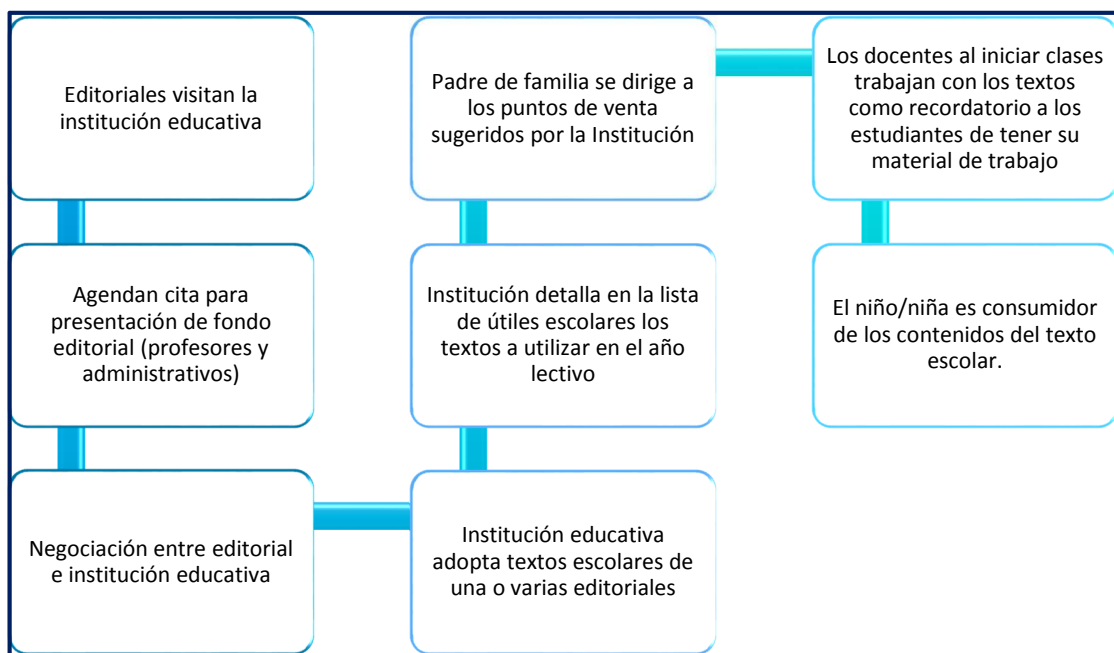 Editoriales visitan la
institución educativa
Agendan cita para
presentación de fondo
editorial (profesores y
administrativos)
Negociación entre editorial
e institución educativa
Institución educativa
adopta textos escolares de
una o varias editoriales
Institución detalla en la lista
de útiles escolares los
textos a utilizar en el año
lectivo
Padre de familia se dirige a
los puntos de venta
sugeridos por la Institución
Los docentes al iniciar clases
trabajan con los textos
como recordatorio a los
estudiantes de tener su
material de trabajo
El niño/niña es consumidor
de los contenidos del texto
escolar.